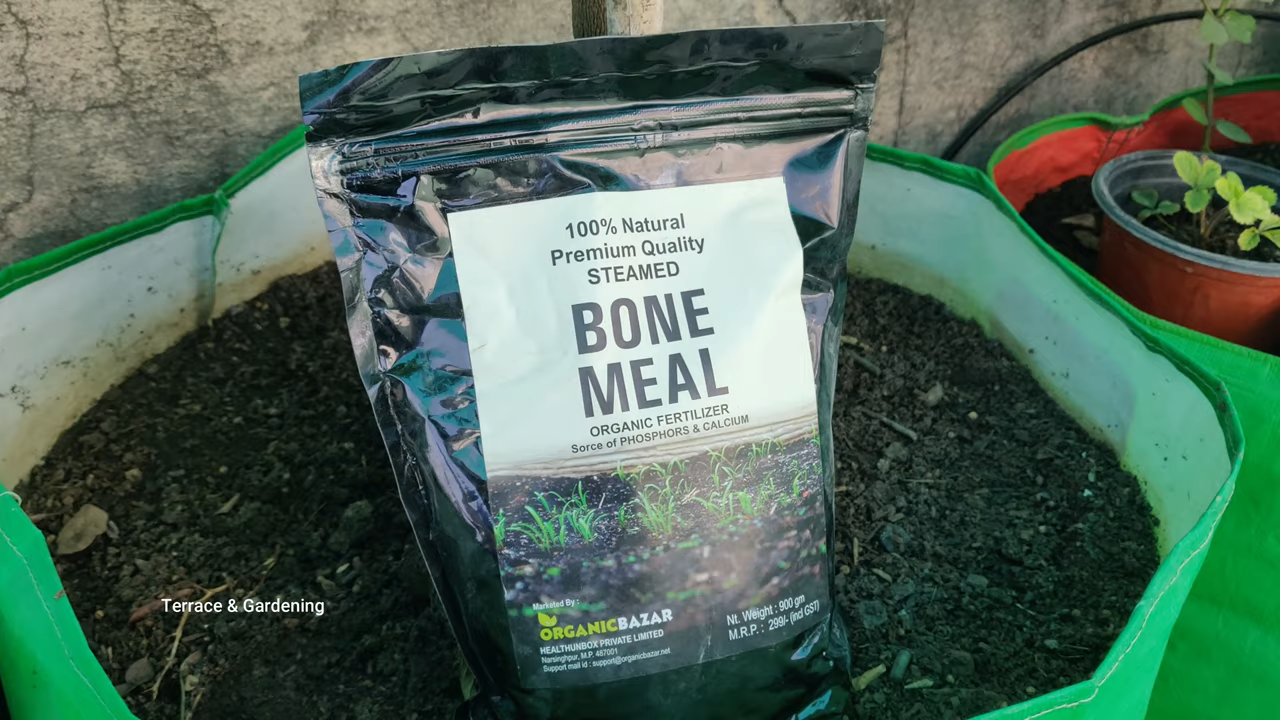 100% Natural
Premium Quality
STEAMED
BONE
MEAL
ORGANIC FERTILIZER
Sorce of PHOSPHORS & CALCIUM
Marketed By :
ORGANICBAZAR
HEALTHUNBOX PRIVATE LIMITED
Narsinghpur, M.P. 487001
Support mail id : support@organicbazar.net
Nt. Weight : 900 gm
M.R.P. : 299/- (incl GST)
Terrace & Gardening